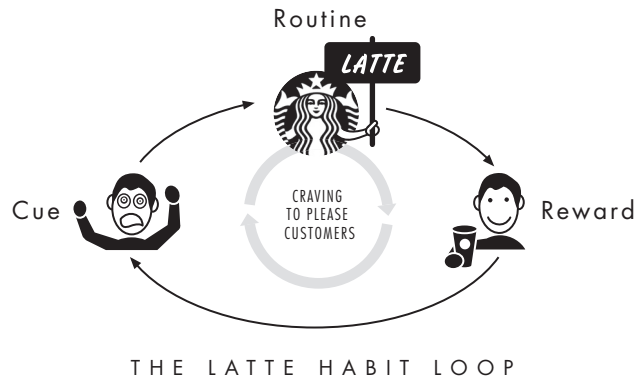 Routine
LATTE
Cue
CRAVING
TO PLEASE
CUSTOMERS
Reward
THE LATTE HABIT LOOP